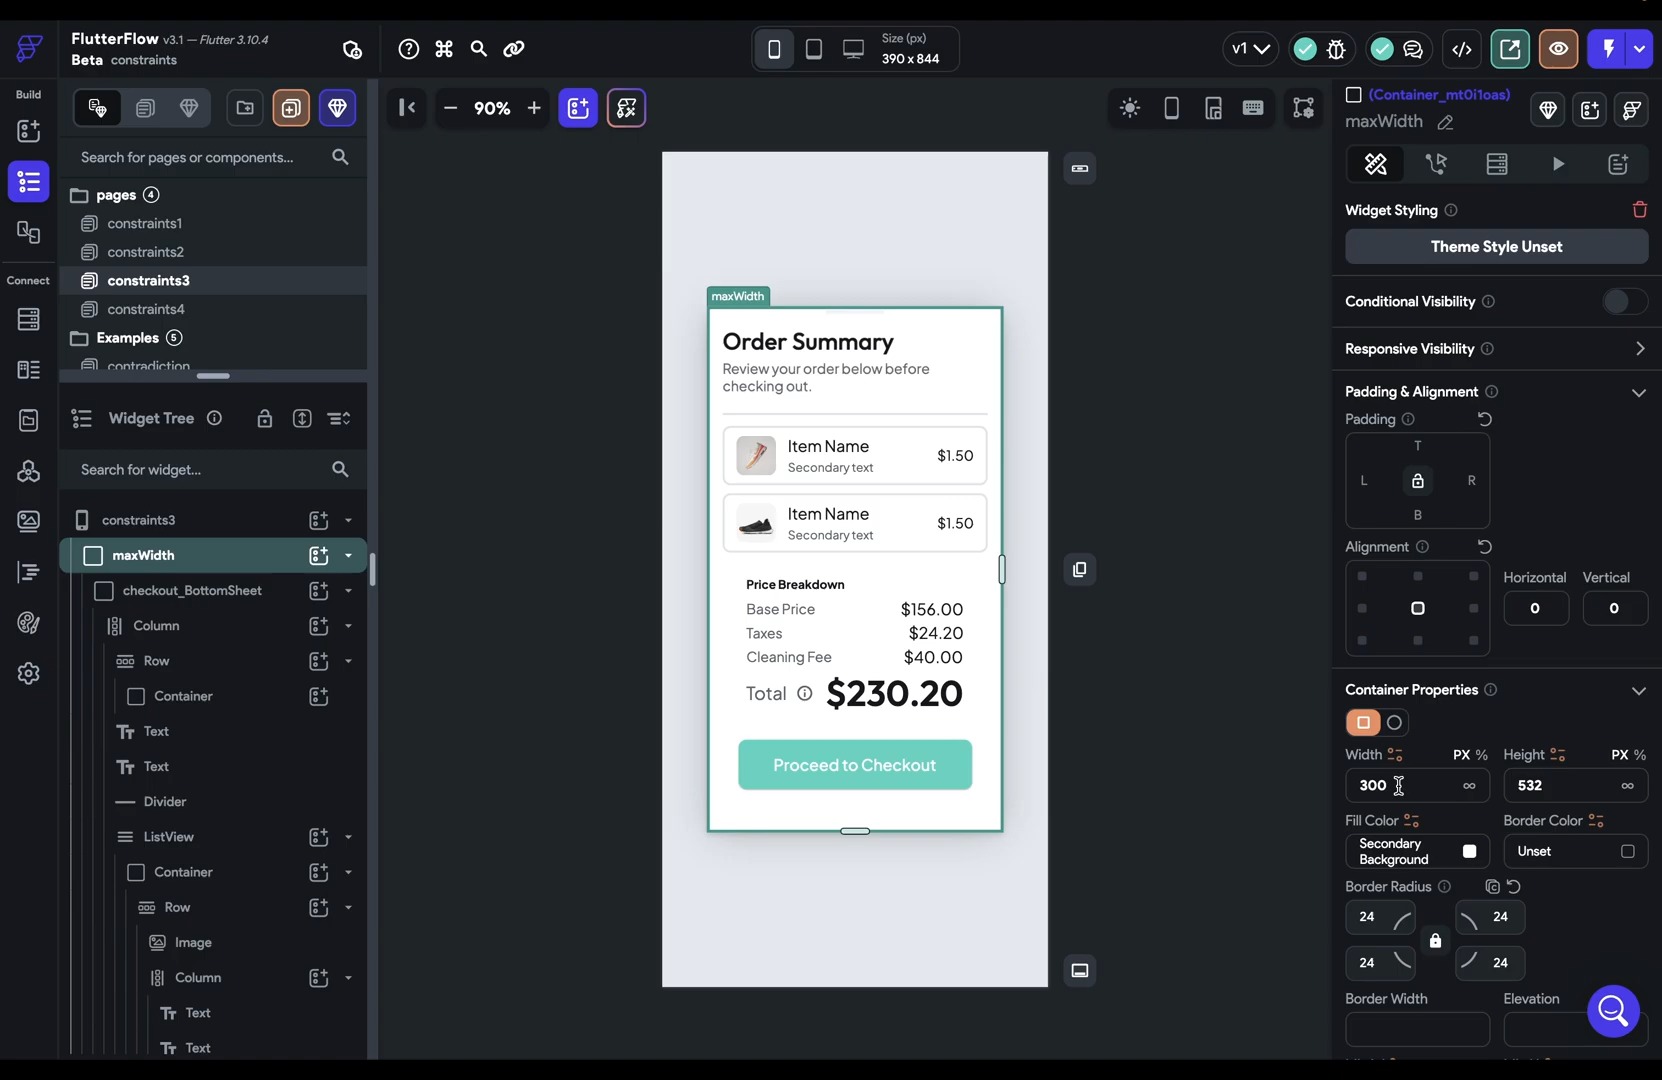 FlutterFlow v3.1 — Flutter 3.10.4
Beta constraints
Size (px)
390 x 844
v1
Build
Connect
Search for pages or components...
pages 4
constraints1
constraints2
constraints3
constraints4
Examples 5
contradiction
Widget Tree
Search for widget...
constraints3
maxWidth
checkout_BottomSheet
Column
Row
Container
Text
Text
Divider
ListView
Container
Row
Image
Column
Text
Text
90%
maxWidth
Order Summary
Review your order below before
checking out.
Item Name
Secondary text
$1.50
Item Name
Secondary text
$1.50
Price Breakdown
Base Price $156.00
Taxes $24.20
Cleaning Fee $40.00
Total $230.20
Proceed to Checkout
(Container_mt0i1oas)
maxWidth
Widget Styling
Theme Style Unset
Conditional Visibility
Responsive Visibility
Padding & Alignment
Padding
T
L R
B
Alignment
Horizontal Vertical
0 0
Container Properties
Width PX % Height PX %
300 ∞ 532 ∞
Fill Color Border Color
Secondary
Background
Unset
Border Radius
24 24
24 24
Border Width Elevation